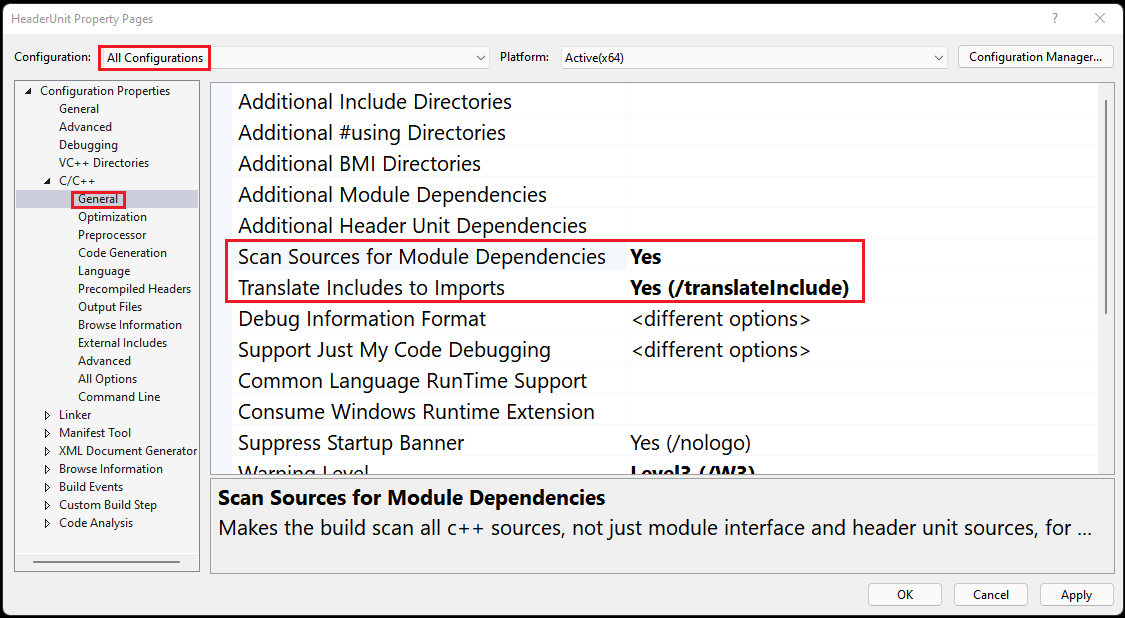 HeaderUnit Property Pages
?
Configuration: All Configurations Platform: Active(x64) Configuration Manager...
Configuration Properties
General
Advanced
Debugging
VC++ Directories
C/C++
General
Optimization
Preprocessor
Code Generation
Language
Precompiled Headers
Output Files
Browse Information
External Includes
Advanced
All Options
Command Line
Linker
Manifest Tool
XML Document Generator
Browse Information
Build Events
Custom Build Step
Code Analysis
Additional Include Directories
Additional #using Directories
Additional BMI Directories
Additional Module Dependencies
Additional Header Unit Dependencies
Scan Sources for Module Dependencies Yes
Translate Includes to Imports Yes (/translateInclude)
Debug Information Format <different options>
Support Just My Code Debugging <different options>
Common Language RunTime Support
Consume Windows Runtime Extension
Suppress Startup Banner Yes (/nologo)
Warning Level Level3 (/W3)
Scan Sources for Module Dependencies
Makes the build scan all c++ sources, not just module interface and header unit sources, for ...
OK Cancel Apply